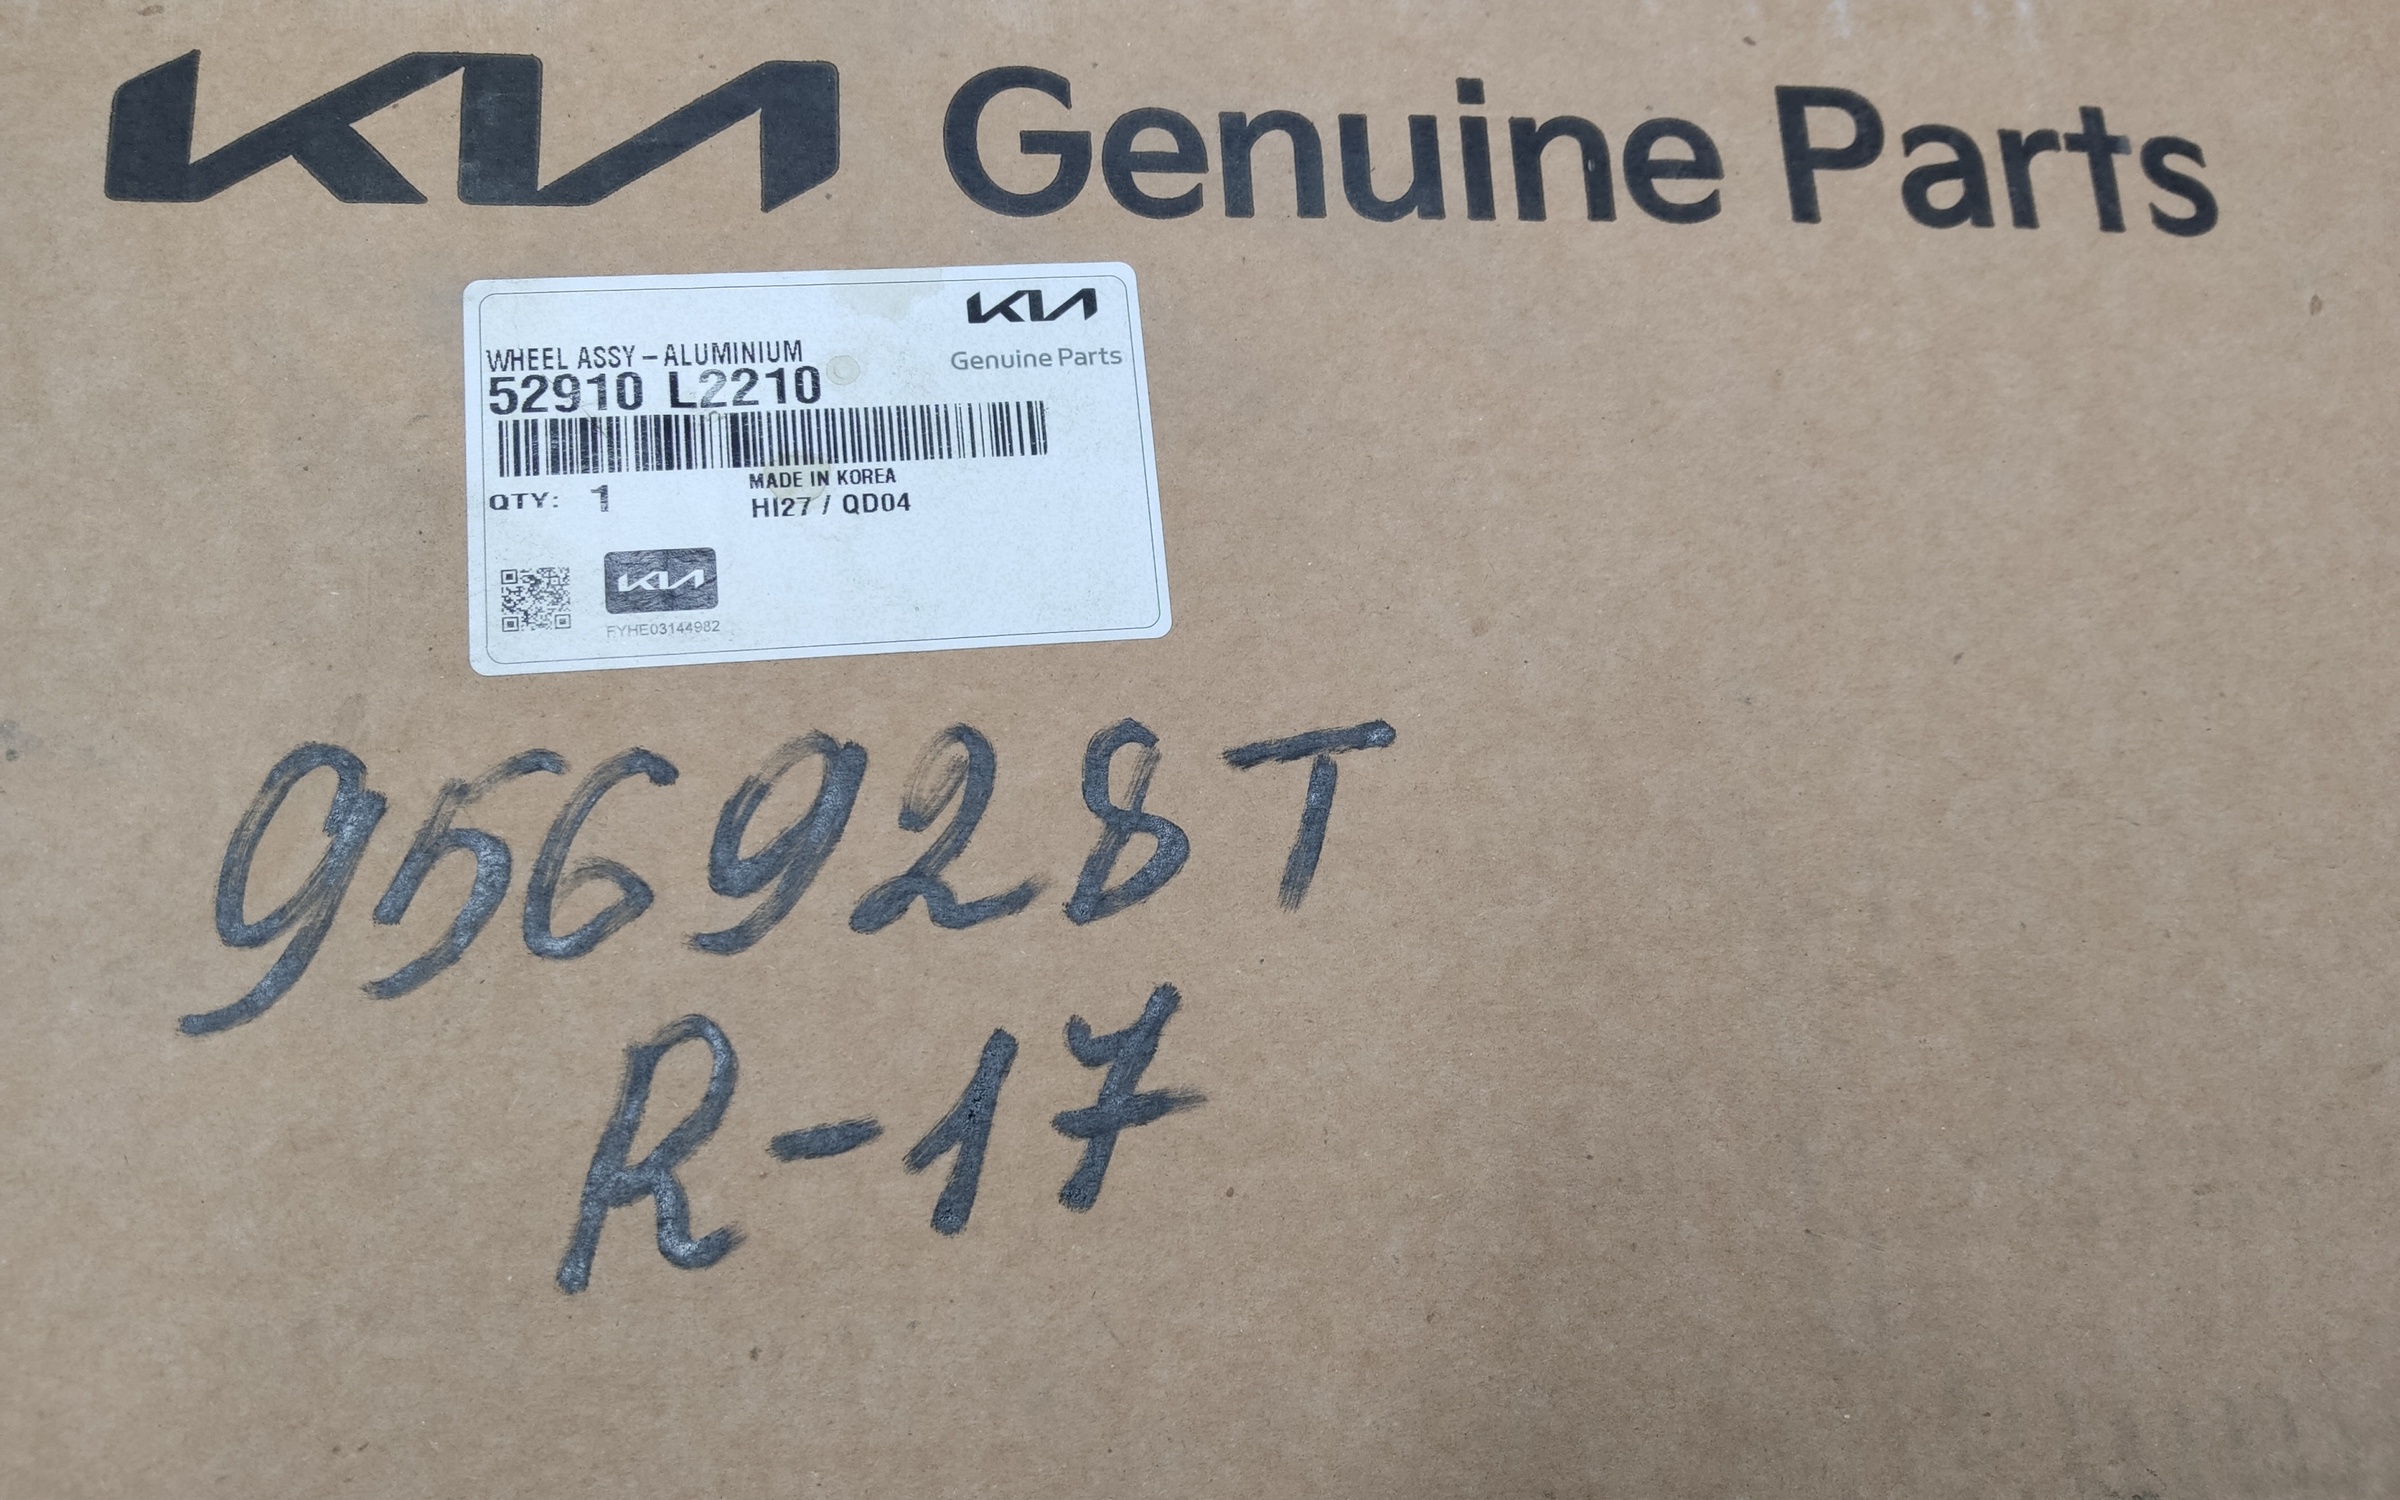 KIA Genuine Parts
KIA
Genuine Parts
WHEEL ASSY – ALUMINIUM
52910 L2210
MADE IN KOREA
QTY: 1
HI27 / QD04
KIA
FYHE03144982
956928T
R-17